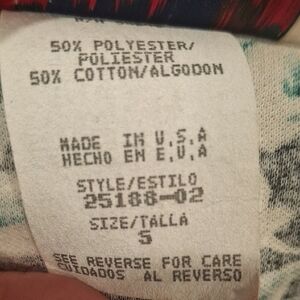 50% POLYESTER/
POLIESTER
50% COTTON/ALGODON
MADE IN U.S.A
HECHO EN E.U.A
STYLE/ESTILO
25188-02
SIZE/TALLA
S
SEE REVERSE FOR CARE
CUIDADOS AL REVERSO